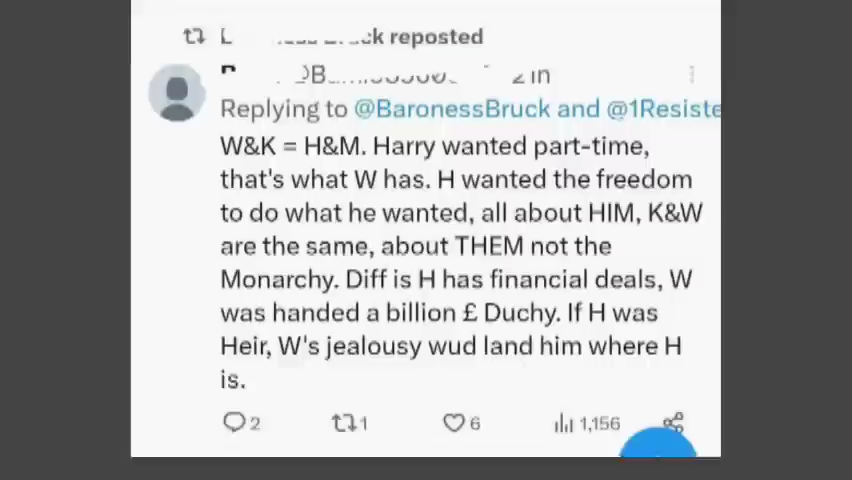 reposted
Replying to @BaronessBruck and @1Resiste
W&K = H&M. Harry wanted part-time,
that's what W has. H wanted the freedom
to do what he wanted, all about HIM, K&W
are the same, about THEM not the
Monarchy. Diff is H has financial deals, W
was handed a billion £ Duchy. If H was
Heir, W's jealousy wud land him where H
is.
2 1 6 1,156